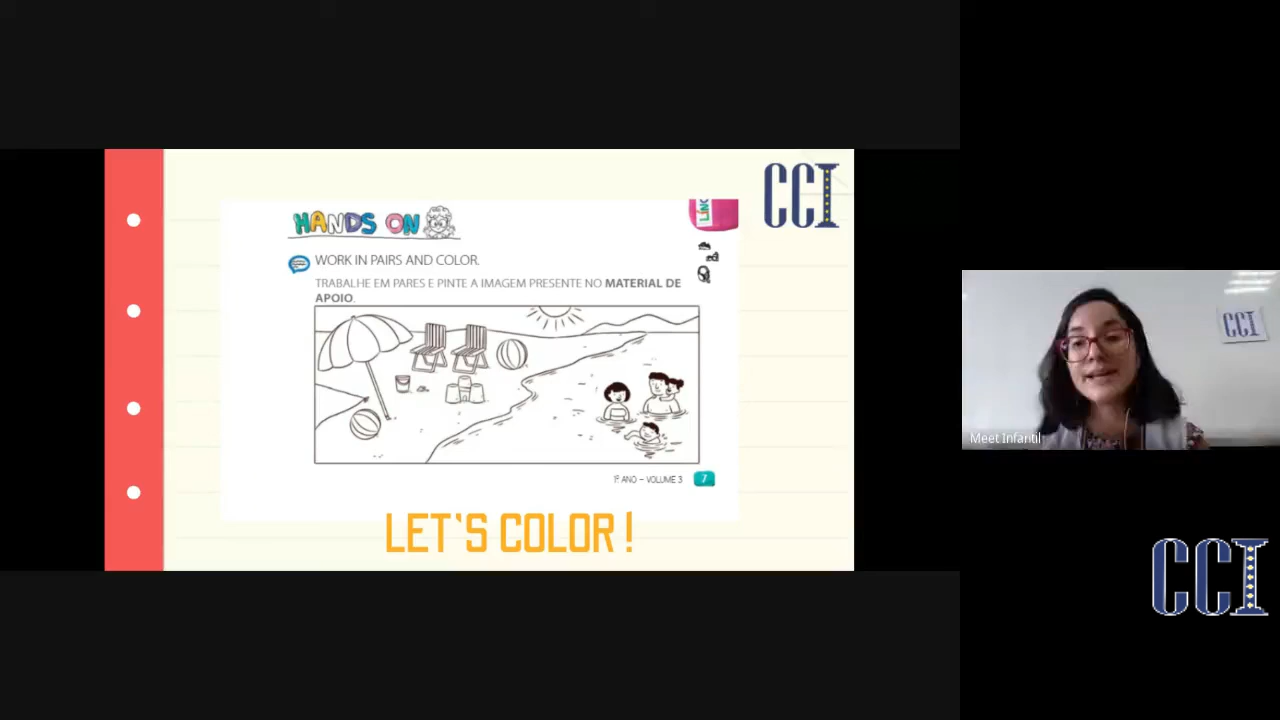 CCI
HANDS ON
WORK IN PAIRS AND COLOR.
TRABALHE EM PARES E PINTE A IMAGEM PRESENTE NO MATERIAL DE
APOIO.
1º ANO – VOLUME 3
7
LET'S COLOR!
CCI
Meet Infantil
CCI